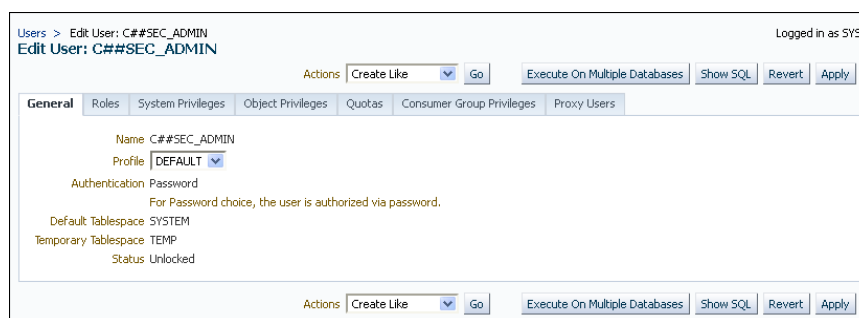 Users > Edit User: C##SEC_ADMIN Logged in as SYS
Edit User: C##SEC_ADMIN
Actions Create Like Go Execute On Multiple Databases Show SQL Revert Apply
General Roles System Privileges Object Privileges Quotas Consumer Group Privileges Proxy Users
Name C##SEC_ADMIN
Profile DEFAULT
Authentication Password
For Password choice, the user is authorized via password.
Default Tablespace SYSTEM
Temporary Tablespace TEMP
Status Unlocked
Actions Create Like Go Execute On Multiple Databases Show SQL Revert Apply